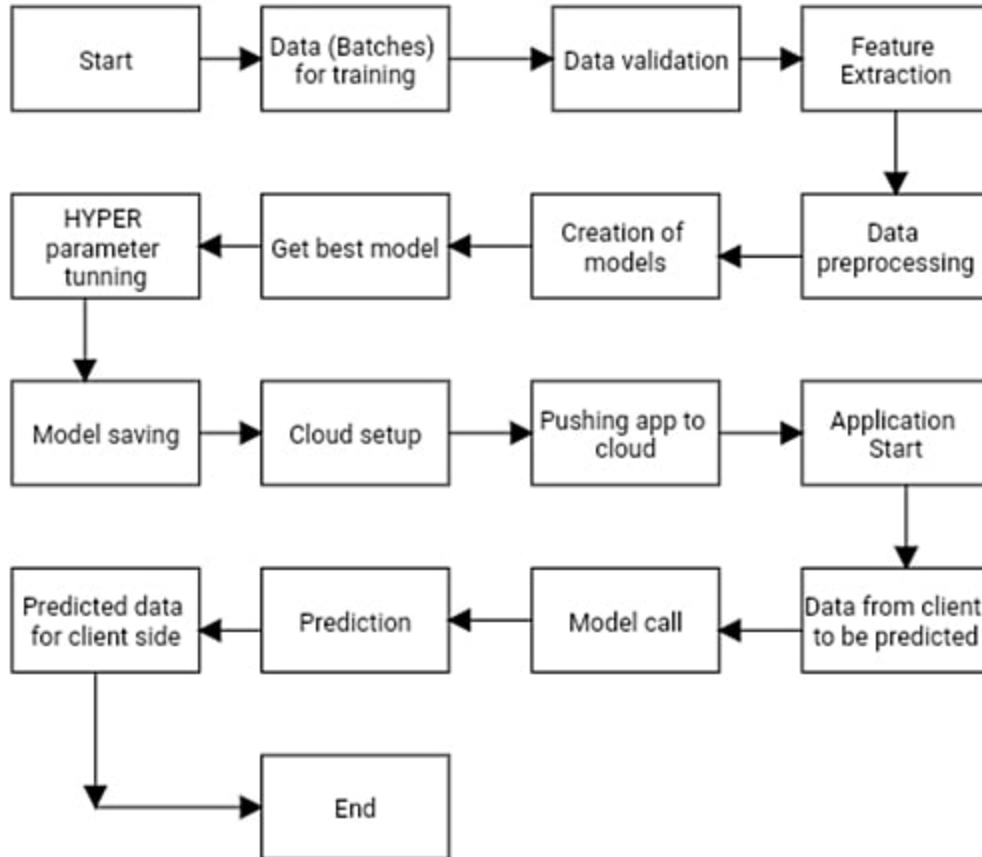 Start
Data (Batches)
for training
Data validation
Feature
Extraction
Data
preprocessing
Creation of
models
Get best model
HYPER
parameter
tunning
Model saving
Cloud setup
Pushing app to
cloud
Application
Start
Data from client
to be predicted
Model call
Prediction
Predicted data
for client side
End